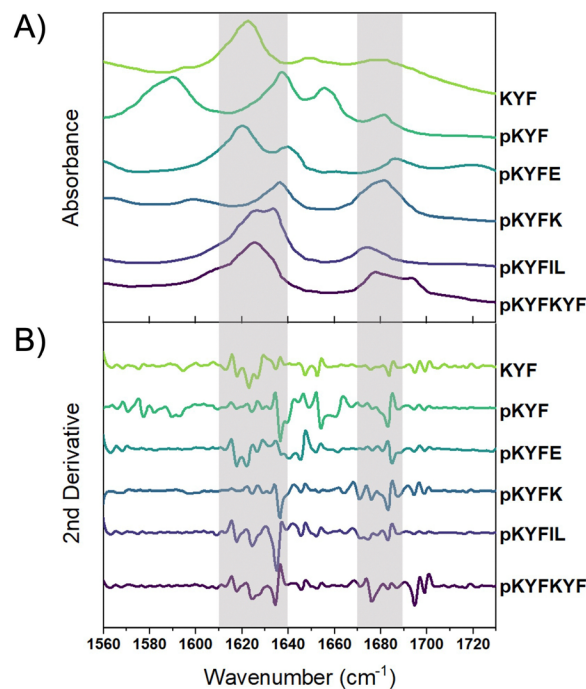 A)
Absorbance
KYF
pKYF
pKYFE
pKYFK
pKYFIL
pKYFKYF
B)
2nd Derivative
KYF
pKYF
pKYFE
pKYFK
pKYFIL
pKYFKYF
1560 1580 1600 1620 1640 1660 1680 1700 1720
Wavenumber (cm⁻¹)